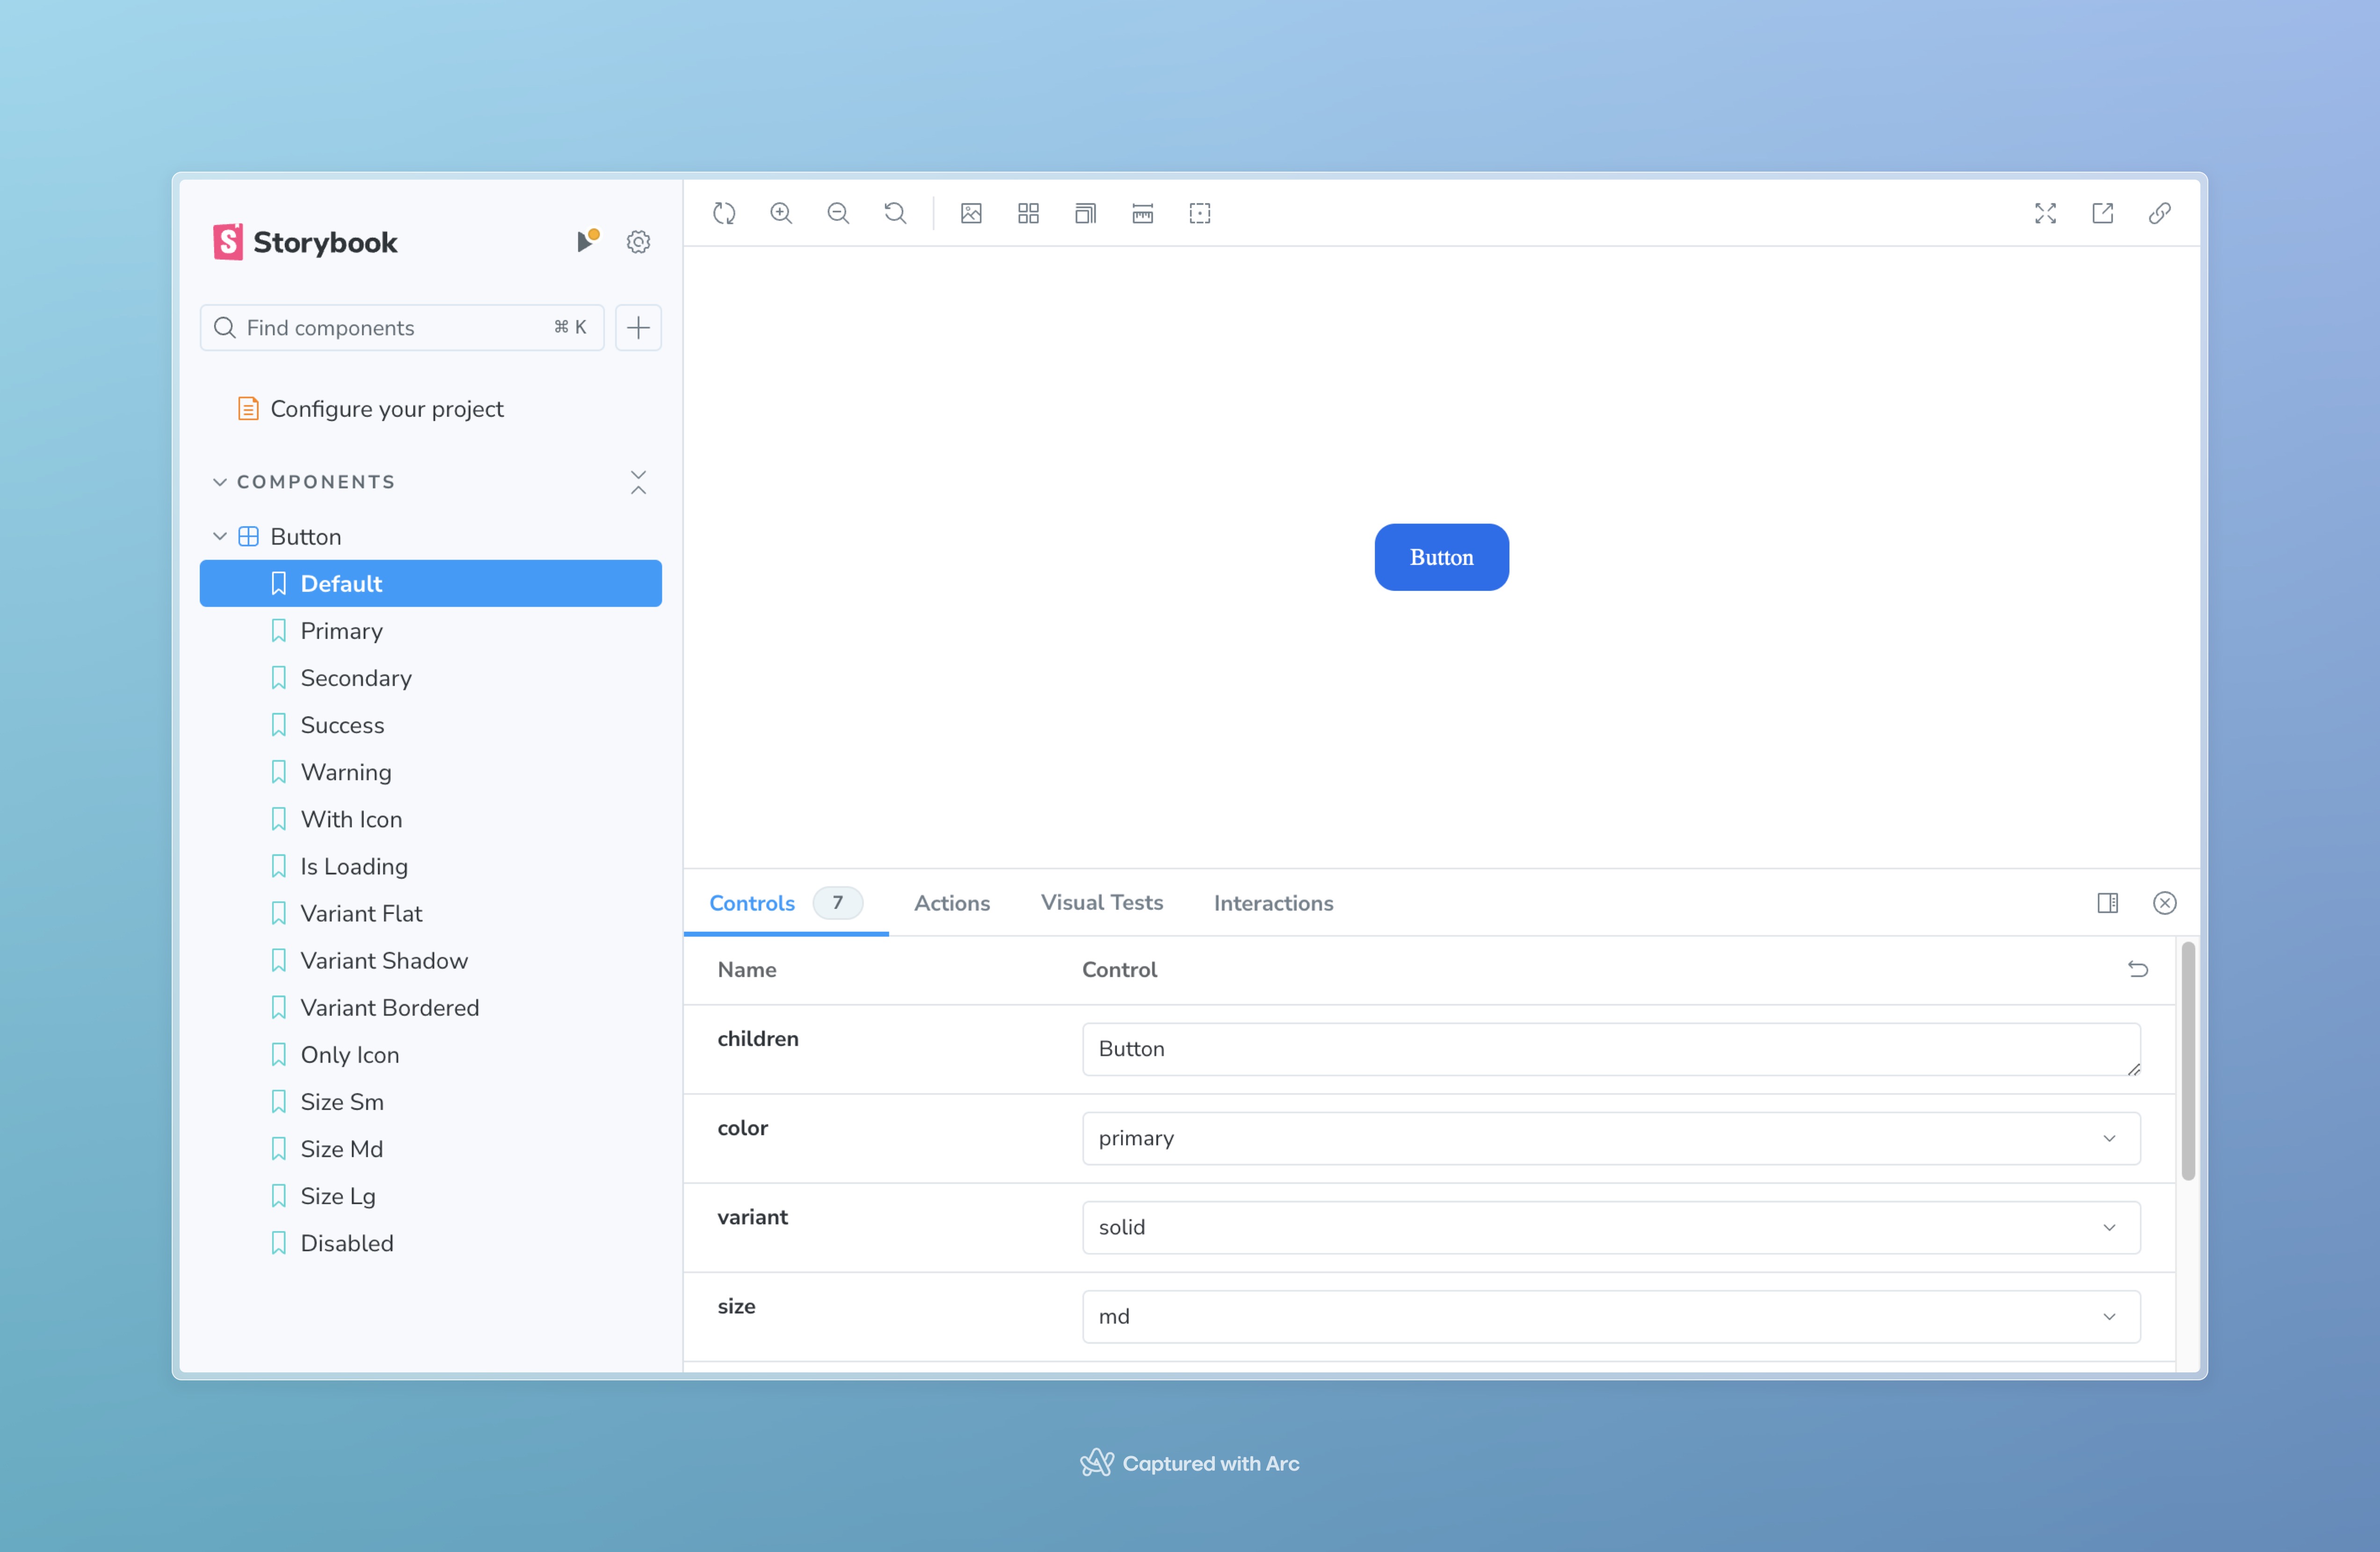 Storybook
Find components
⌘ K
Configure your project
COMPONENTS
Button
Default
Primary
Secondary
Success
Warning
With Icon
Is Loading
Variant Flat
Variant Shadow
Variant Bordered
Only Icon
Size Sm
Size Md
Size Lg
Disabled
Button
Controls 7 Actions Visual Tests Interactions
Name Control
children Button
color primary
variant solid
size md
Captured with Arc